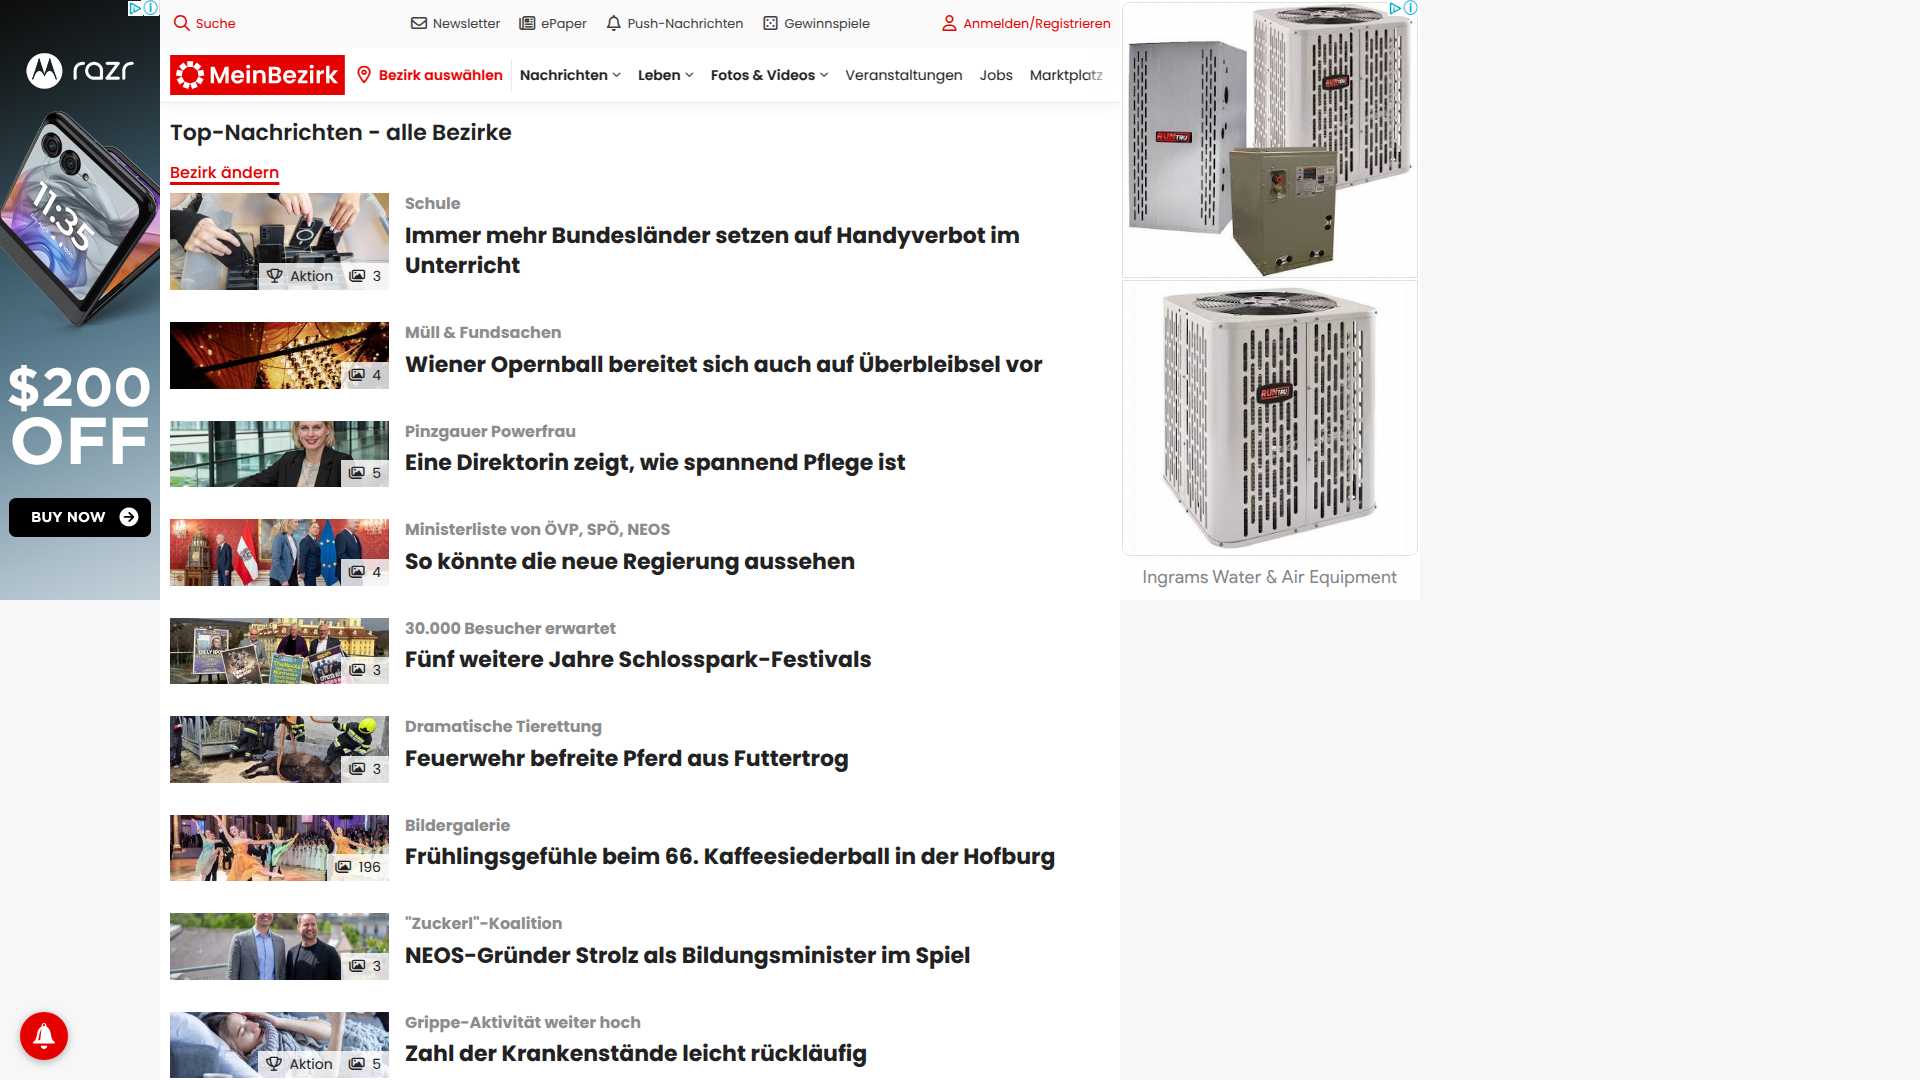 Suche
Newsletter
ePaper
Push-Nachrichten
Gewinnspiele
Anmelden/Registrieren
MeinBezirk
Bezirk auswählen
Nachrichten
Leben
Fotos & Videos
Veranstaltungen
Jobs
Marktplatz
razr
11:35
$200
OFF
BUY NOW
Top-Nachrichten - alle Bezirke
Bezirk ändern
Aktion 3
Schule
Immer mehr Bundesländer setzen auf Handyverbot im
Unterricht
4
Müll & Fundsachen
Wiener Opernball bereitet sich auch auf Überbleibsel vor
5
Pinzgauer Powerfrau
Eine Direktorin zeigt, wie spannend Pflege ist
4
Ministerliste von ÖVP, SPÖ, NEOS
So könnte die neue Regierung aussehen
3
30.000 Besucher erwartet
Fünf weitere Jahre Schlosspark-Festivals
3
Dramatische Tierettung
Feuerwehr befreite Pferd aus Futtertrog
196
Bildergalerie
Frühlingsgefühle beim 66. Kaffeesiederball in der Hofburg
3
"Zuckerl"-Koalition
NEOS-Gründer Strolz als Bildungsminister im Spiel
Aktion 5
Grippe-Aktivität weiter hoch
Zahl der Krankenstände leicht rückläufig
RUNTRU
RUNTRU
RUNTRU
Ingrams Water & Air Equipment